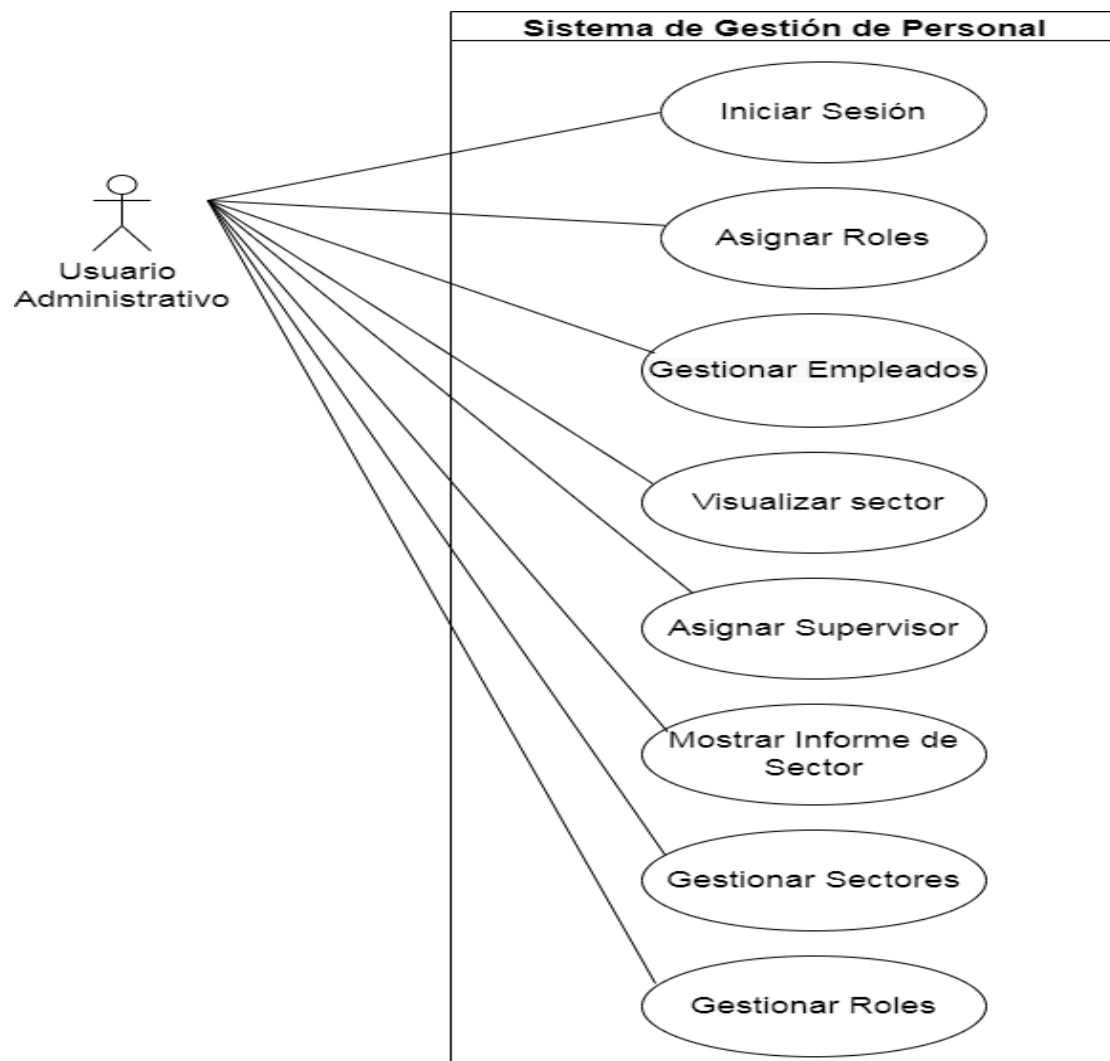 Sistema de Gestión de Personal
Iniciar Sesión
Asignar Roles
Usuario
Administrativo
Gestionar Empleados
Visualizar sector
Asignar Supervisor
Mostrar Informe de
Sector
Gestionar Sectores
Gestionar Roles